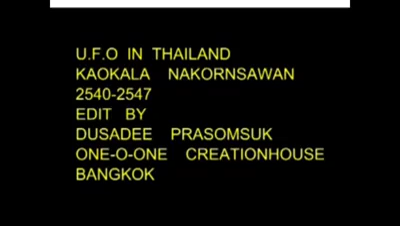 U.F.O IN THAILAND
KAOKALA NAKORNSAWAN
2540-2547
EDIT BY
DUSADEE PRASOMSUK
ONE-O-ONE CREATIONHOUSE
BANGKOK